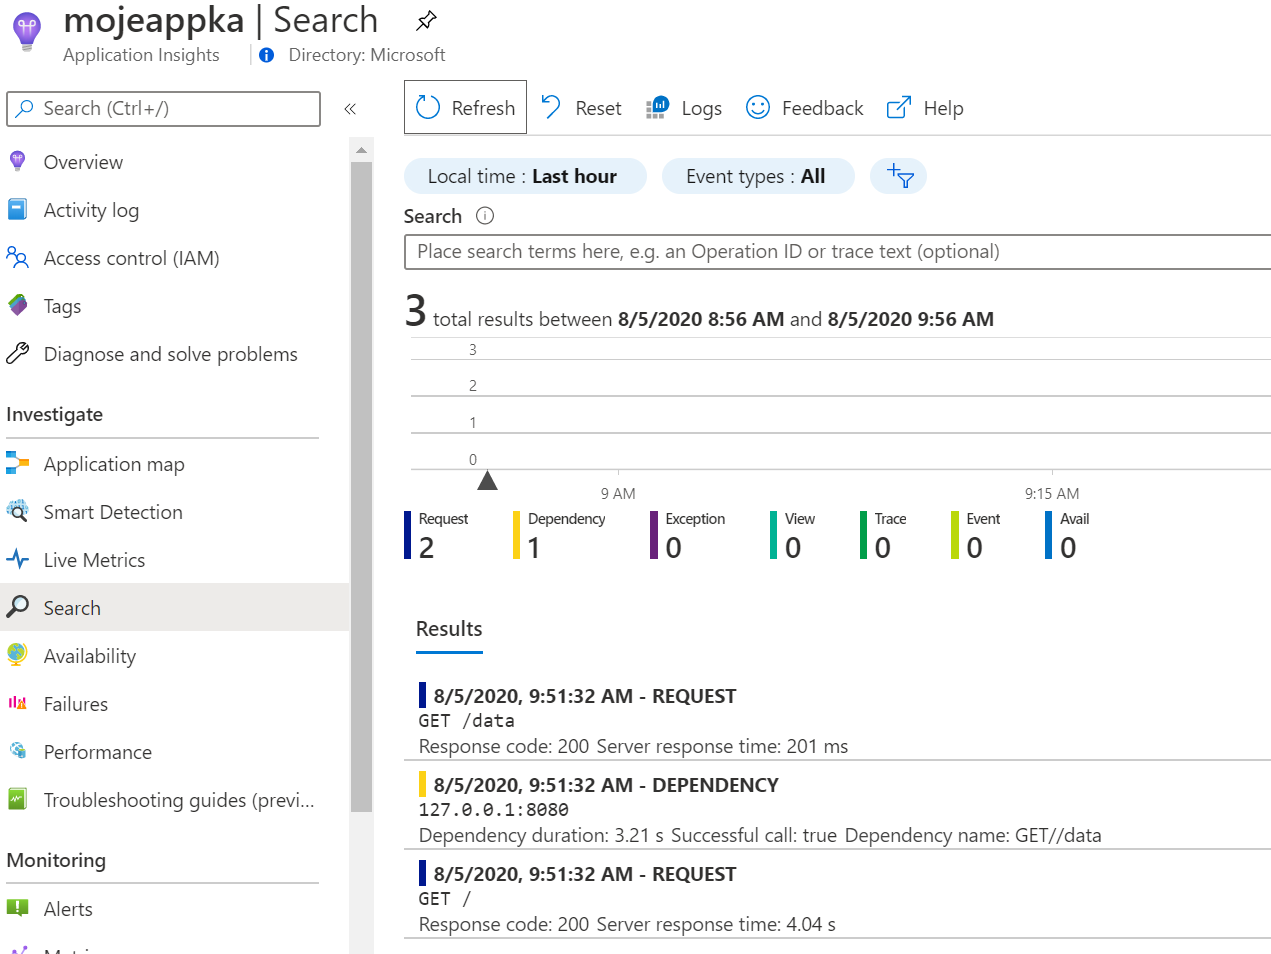 mojeappka | Search
Application Insights
Directory: Microsoft
Search (Ctrl+/)
«
Overview
Activity log
Access control (IAM)
Tags
Diagnose and solve problems
Investigate
Application map
Smart Detection
Live Metrics
Search
Availability
Failures
Performance
Troubleshooting guides (previ...
Monitoring
Alerts
Refresh
Reset
Logs
Feedback
Help
Local time : Last hour
Event types : All
Search
Place search terms here, e.g. an Operation ID or trace text (optional)
3 total results between 8/5/2020 8:56 AM and 8/5/2020 9:56 AM
3
2
1
0
9 AM
9:15 AM
Request
2
Dependency
1
Exception
0
View
0
Trace
0
Event
0
Avail
0
Results
8/5/2020, 9:51:32 AM - REQUEST
GET /data
Response code: 200 Server response time: 201 ms
8/5/2020, 9:51:32 AM - DEPENDENCY
127.0.0.1:8080
Dependency duration: 3.21 s Successful call: true Dependency name: GET//data
8/5/2020, 9:51:32 AM - REQUEST
GET /
Response code: 200 Server response time: 4.04 s